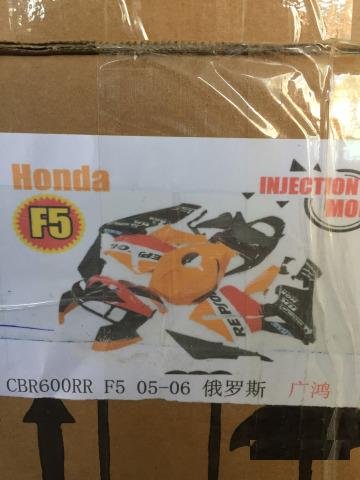 Honda
F5
INJECTION
MO
REPSOL
CBR600RR F5 05-06 俄罗斯 广鸿